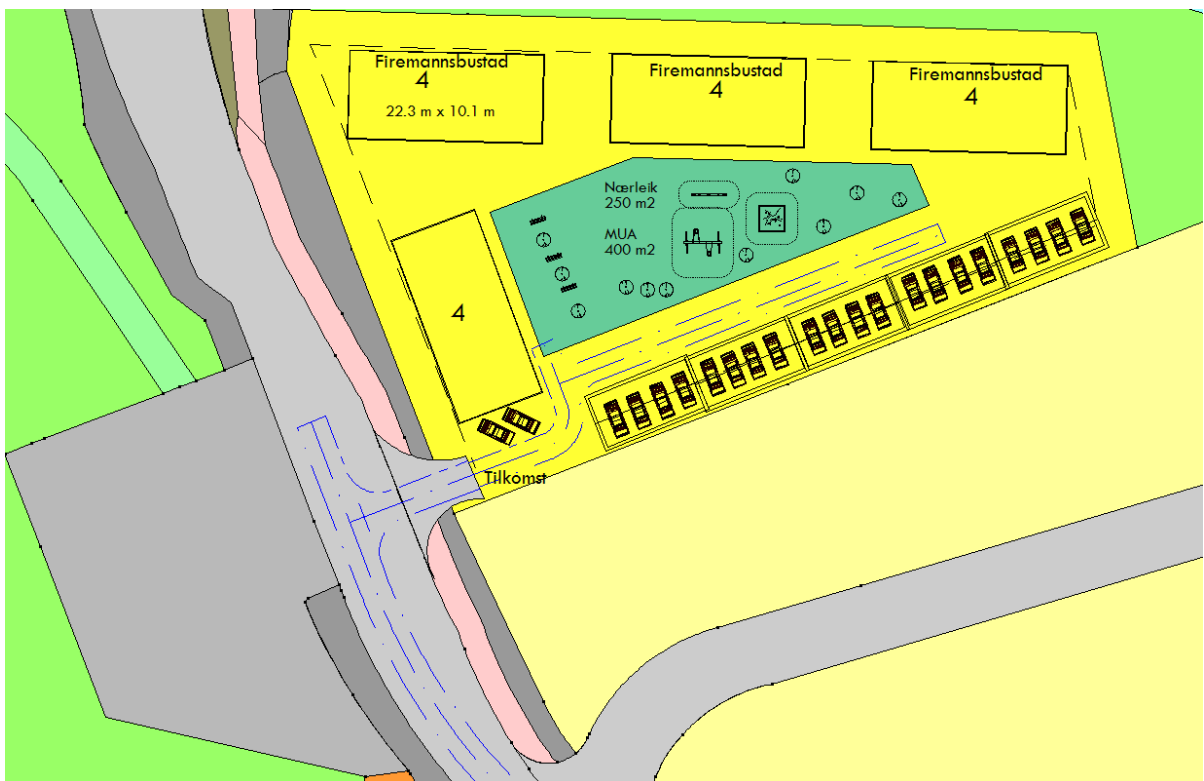 Firemannsbustad
4
22.3 m x 10.1 m
Firemannsbustad
4
Firemannsbustad
4
Nærleik
250 m2
MUA
400 m2
4
Tilkomst